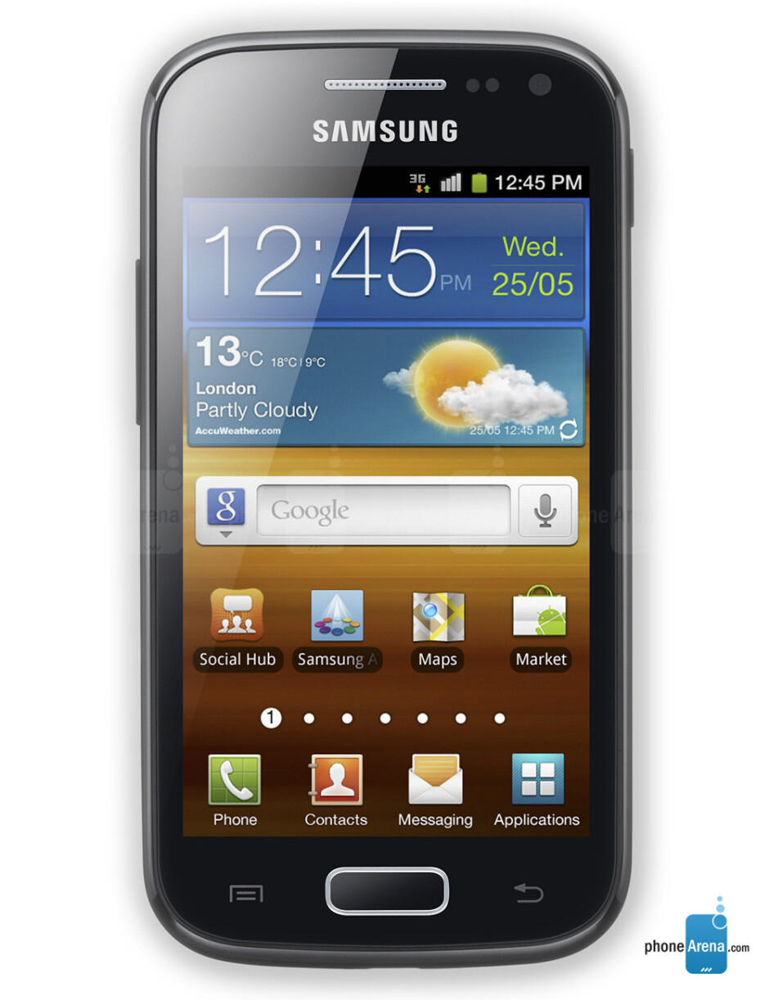 SAMSUNG
3G 12:45 PM
12:45 PM
Wed.
25/05
13°C 18°C | 9°C
London
Partly Cloudy
AccuWeather.com
25/05 12:45 PM
g Google
Social Hub Samsung A Maps Market
1
Phone Contacts Messaging Applications
phoneArena.com